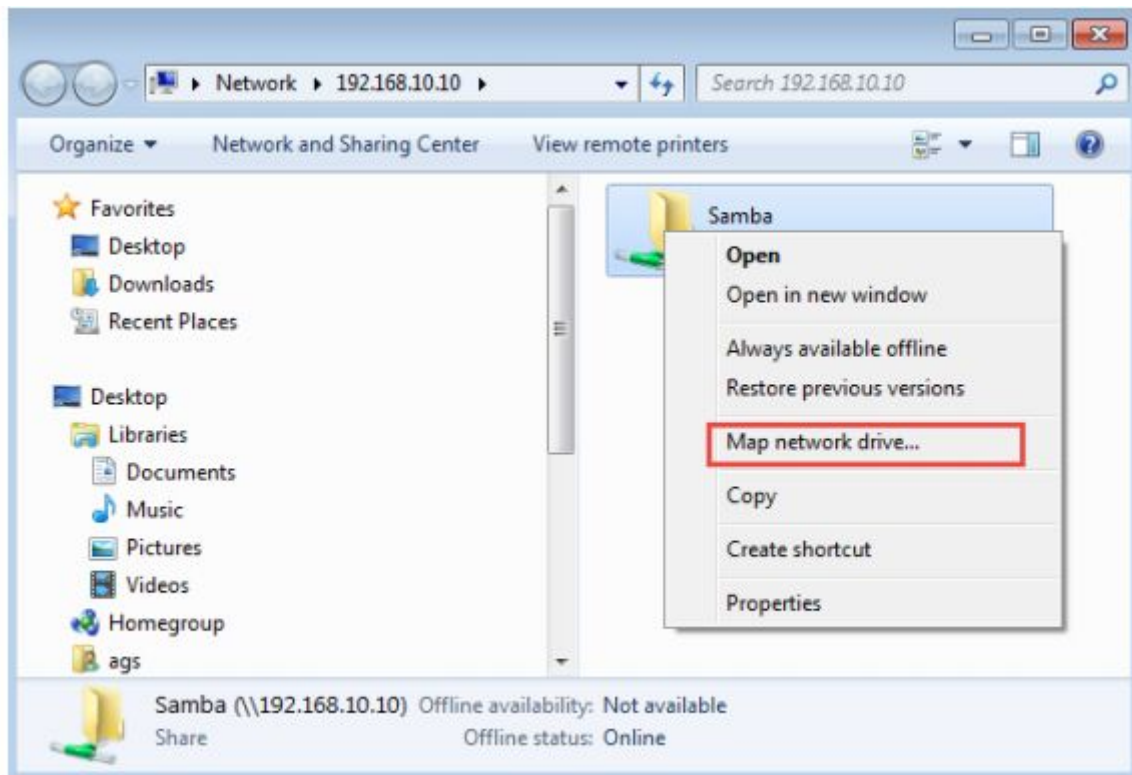 Network 192.168.10.10
Search 192.168.10.10
Organize Network and Sharing Center View remote printers
Favorites
Desktop
Downloads
Recent Places
Desktop
Libraries
Documents
Music
Pictures
Videos
Homegroup
ags
Samba
Open
Open in new window
Always available offline
Restore previous versions
Map network drive...
Copy
Create shortcut
Properties
Samba (\\192.168.10.10) Offline availability: Not available
Share Offline status: Online